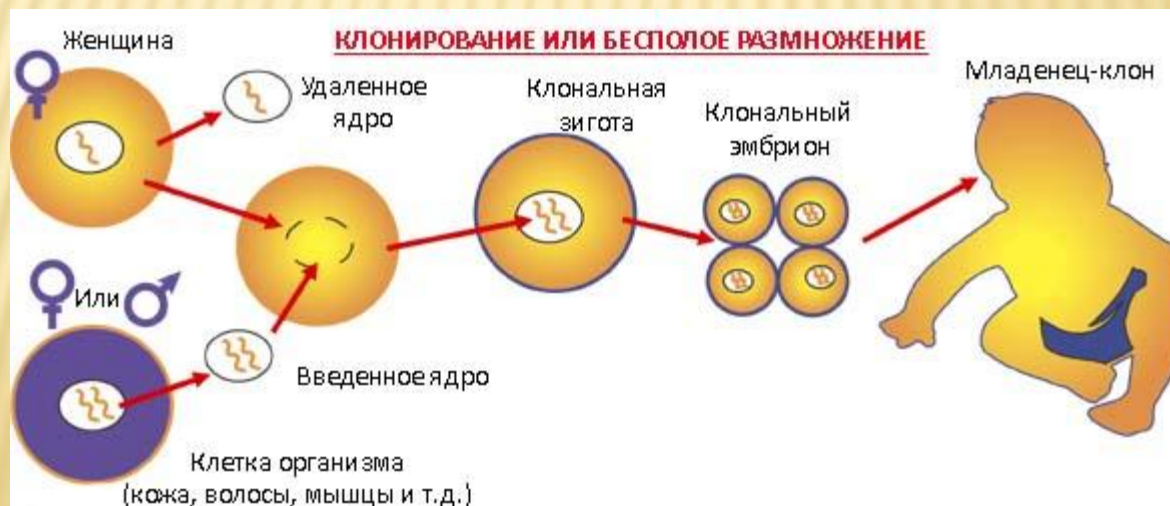 КЛОНИРОВАНИЕ ИЛИ БЕСПОЛОЕ РАЗМНОЖЕНИЕ
Женщина
Удаленное
ядро
Клональная
зигота
Клональный
эмбрион
Младенец-клон
Или
Введенное ядро
Клетка организма
(кожа, волосы, мышцы и т.д.)